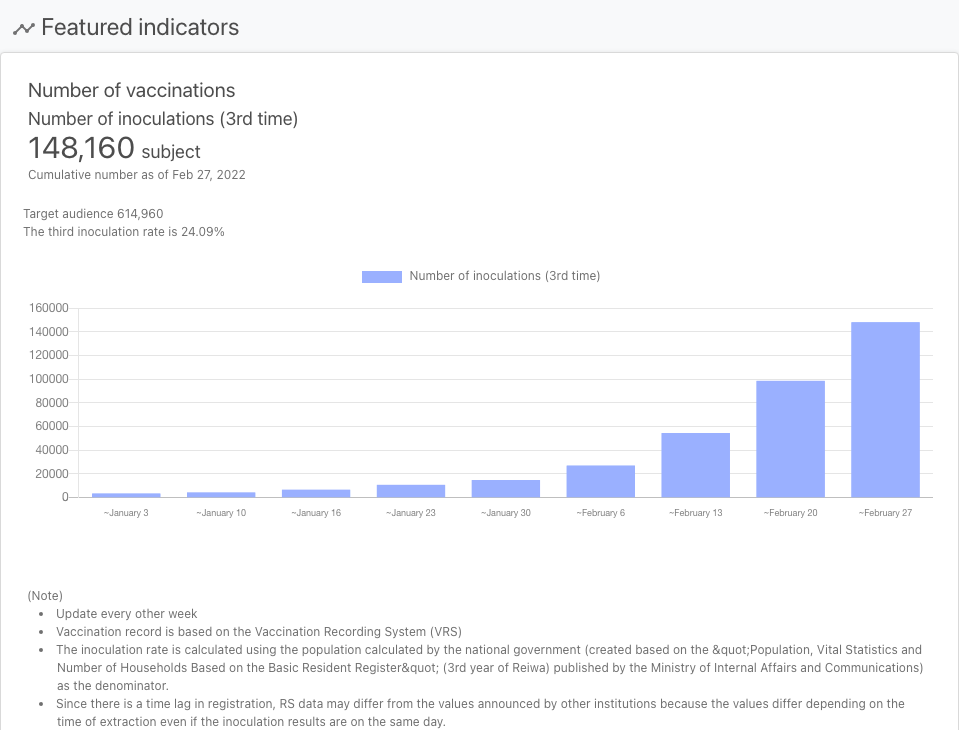 Featured indicators
Number of vaccinations
Number of inoculations (3rd time)
148,160 subject
Cumulative number as of Feb 27, 2022
Target audience 614,960
The third inoculation rate is 24.09%
Number of inoculations (3rd time)
160000
140000
120000
100000
80000
60000
40000
20000
0
~January 3 ~January 10 ~January 16 ~January 23 ~January 30 ~February 6 ~February 13 ~February 20 ~February 27
(Note)
• Update every other week
• Vaccination record is based on the Vaccination Recording System (VRS)
• The inoculation rate is calculated using the population calculated by the national government (created based on the &quot;Population, Vital Statistics and
Number of Households Based on the Basic Resident Register&quot; (3rd year of Reiwa) published by the Ministry of Internal Affairs and Communications)
as the denominator.
• Since there is a time lag in registration, RS data may differ from the values announced by other institutions because the values differ depending on the
time of extraction even if the inoculation results are on the same day.